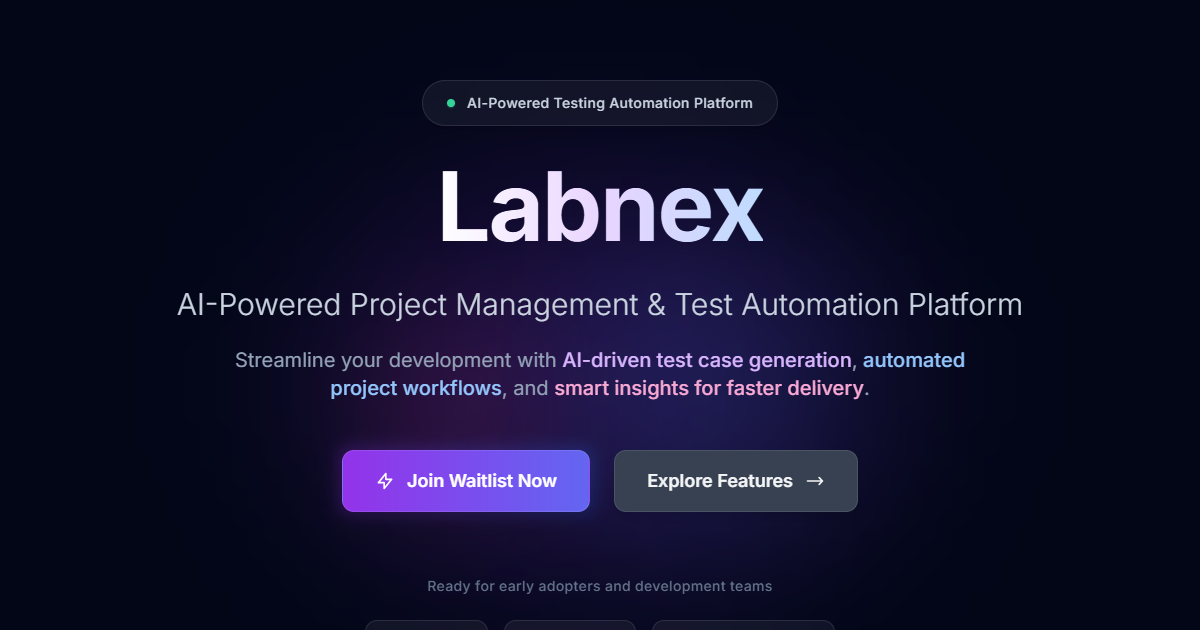 AI-Powered Testing Automation Platform
Labnex
AI-Powered Project Management & Test Automation Platform
Streamline your development with AI-driven test case generation, automated
project workflows, and smart insights for faster delivery.
Join Waitlist Now
Explore Features →
Ready for early adopters and development teams